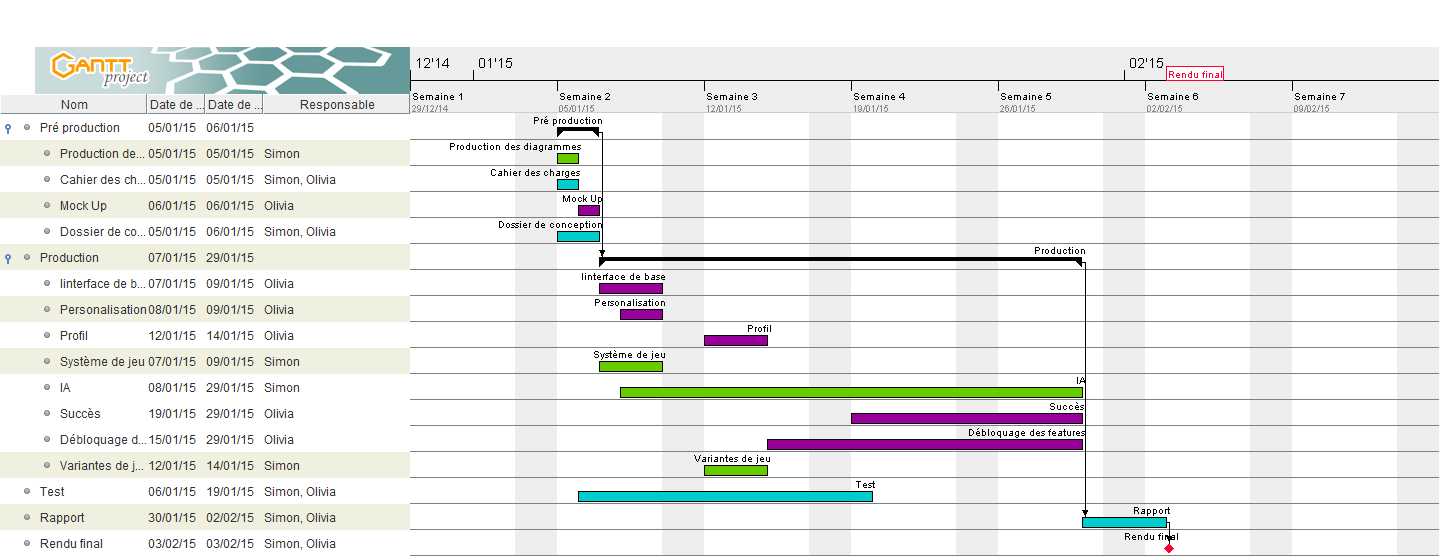 GANTT project
12'14 01'15 02'15
Rendu final
Semaine 1 Semaine 2 Semaine 3 Semaine 4 Semaine 5 Semaine 6 Semaine 7
29/12/14 05/01/15 12/01/15 19/01/15 26/01/15 02/02/15 09/02/15
Nom Date de ... Date de ... Responsable
Pré production 05/01/15 06/01/15 Pré production
Production de... 05/01/15 05/01/15 Simon Production des diagrammes
Cahier des ch... 05/01/15 05/01/15 Simon, Olivia Cahier des charges
Mock Up 06/01/15 06/01/15 Olivia Mock Up
Dossier de co... 05/01/15 06/01/15 Simon, Olivia Dossier de conception
Production 07/01/15 29/01/15 Production
Iinterface de b... 07/01/15 09/01/15 Olivia Iinterface de base
Personalisation 08/01/15 09/01/15 Olivia Personalisation
Profil 12/01/15 14/01/15 Olivia Profil
Système de jeu 07/01/15 09/01/15 Simon Système de jeu
IA 08/01/15 29/01/15 Simon IA
Succès 19/01/15 29/01/15 Olivia Succès
Débloquage d... 15/01/15 29/01/15 Olivia Débloquage des features
Variantes de j... 12/01/15 14/01/15 Simon Variantes de jeu
Test 06/01/15 19/01/15 Simon, Olivia Test
Rapport 30/01/15 02/02/15 Simon, Olivia Rapport
Rendu final 03/02/15 03/02/15 Simon, Olivia Rendu final